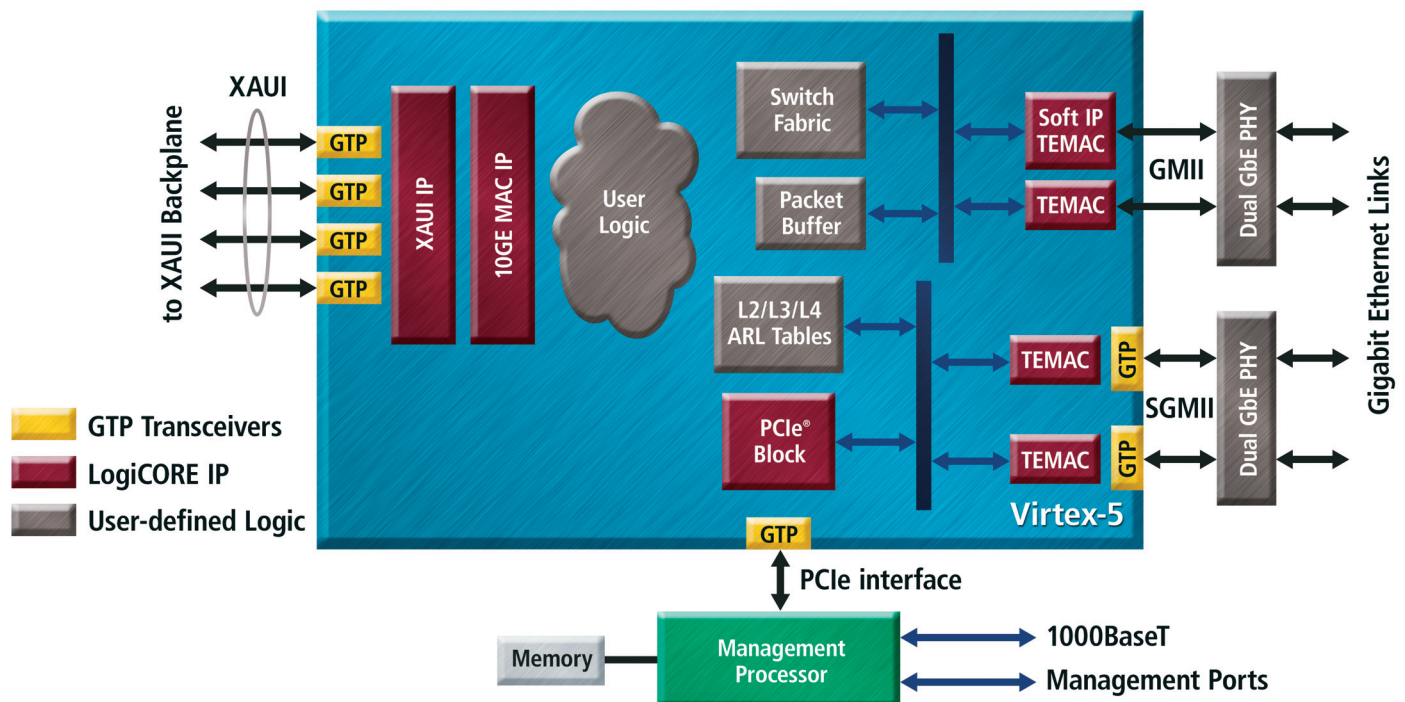 XAUI
to XAUI Backplane
GTP
GTP
GTP
GTP
XAUI IP
10GE MAC IP
User
Logic
Switch
Fabric
Packet
Buffer
L2/L3/L4
ARL Tables
PCIe®
Block
Soft IP
TEMAC
TEMAC
GMII
Dual GbE PHY
TEMAC
GTP
SGMII
TEMAC
GTP
Dual GbE PHY
Gigabit Ethernet Links
Virtex-5
GTP Transceivers
LogiCORE IP
User-defined Logic
GTP
PCIe interface
Memory
Management
Processor
1000BaseT
Management Ports